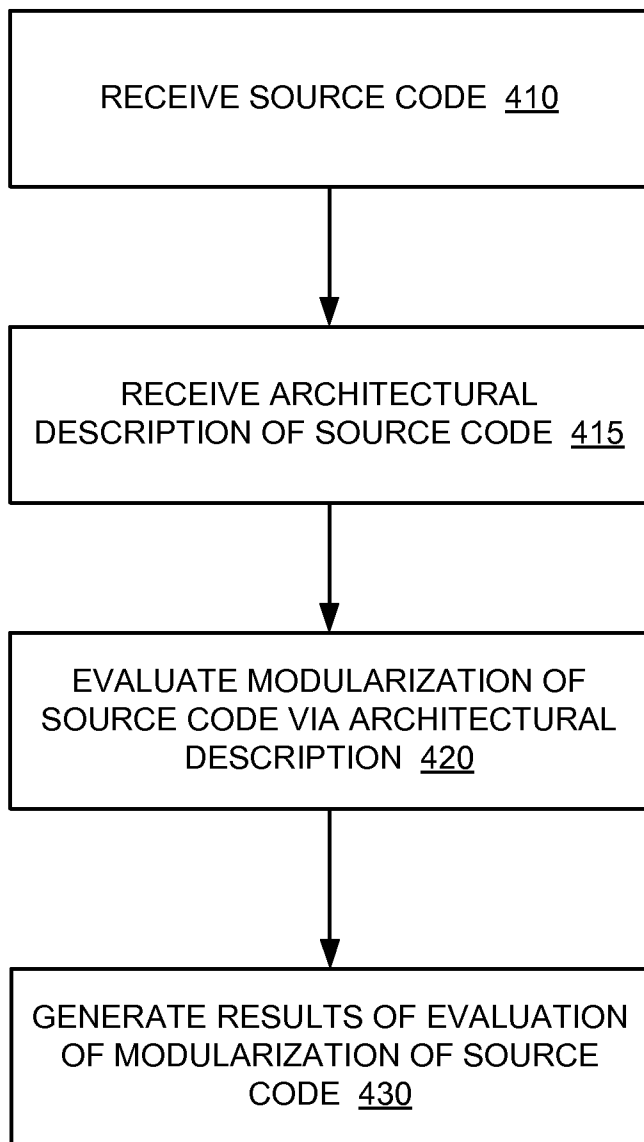 RECEIVE SOURCE CODE 410
RECEIVE ARCHITECTURAL
DESCRIPTION OF SOURCE CODE 415
EVALUATE MODULARIZATION OF
SOURCE CODE VIA ARCHITECTURAL
DESCRIPTION 420
GENERATE RESULTS OF EVALUATION
OF MODULARIZATION OF SOURCE
CODE 430